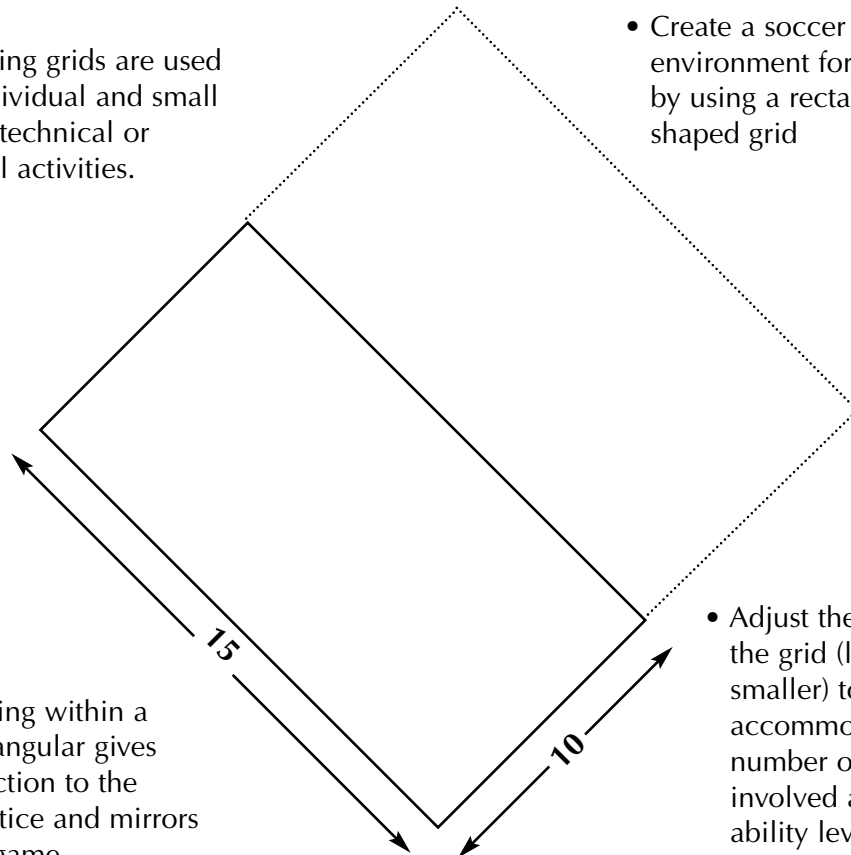 ing grids are used
ividual and small
technical or
l activities.
• Create a soccer
environment for
by using a recta
shaped grid
15
10
ing within a
angular gives
ction to the
tice and mirrors
game
• Adjust the
the grid (l
smaller) to
accommo
number o
involved a
ability lev